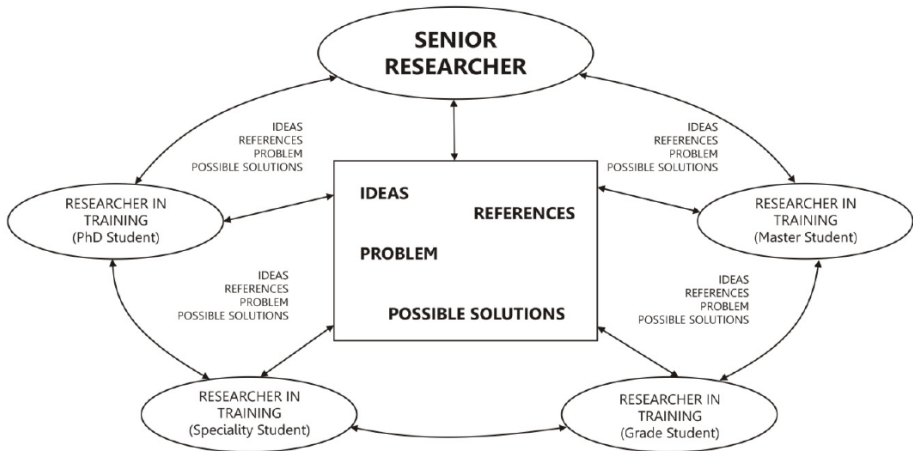 SENIOR
RESEARCHER
IDEAS
REFERENCES
PROBLEM
POSSIBLE SOLUTIONS
IDEAS
REFERENCES
PROBLEM
POSSIBLE SOLUTIONS
RESEARCHER IN
TRAINING
(PhD Student)
IDEAS
REFERENCES
PROBLEM
POSSIBLE SOLUTIONS
RESEARCHER IN
TRAINING
(Master Student)
IDEAS
REFERENCES
PROBLEM
POSSIBLE SOLUTIONS
IDEAS
REFERENCES
PROBLEM
POSSIBLE SOLUTIONS
RESEARCHER IN
TRAINING
(Speciality Student)
RESEARCHER IN
TRAINING
(Grade Student)